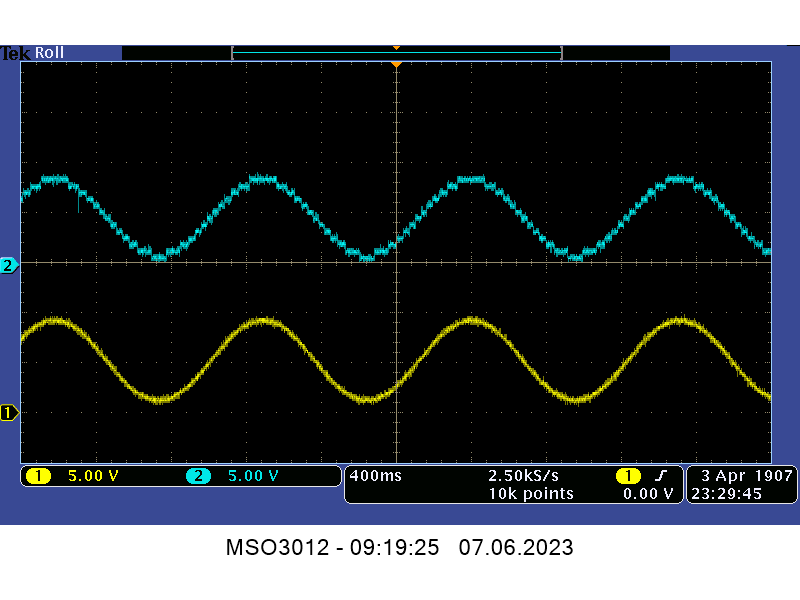 Tek Roll
2
1
1 5.00 V 2 5.00 V
400ms 2.50kS/s 1
10k points 0.00 V
3 Apr 1907
23:29:45
MSO3012 - 09:19:25 07.06.2023